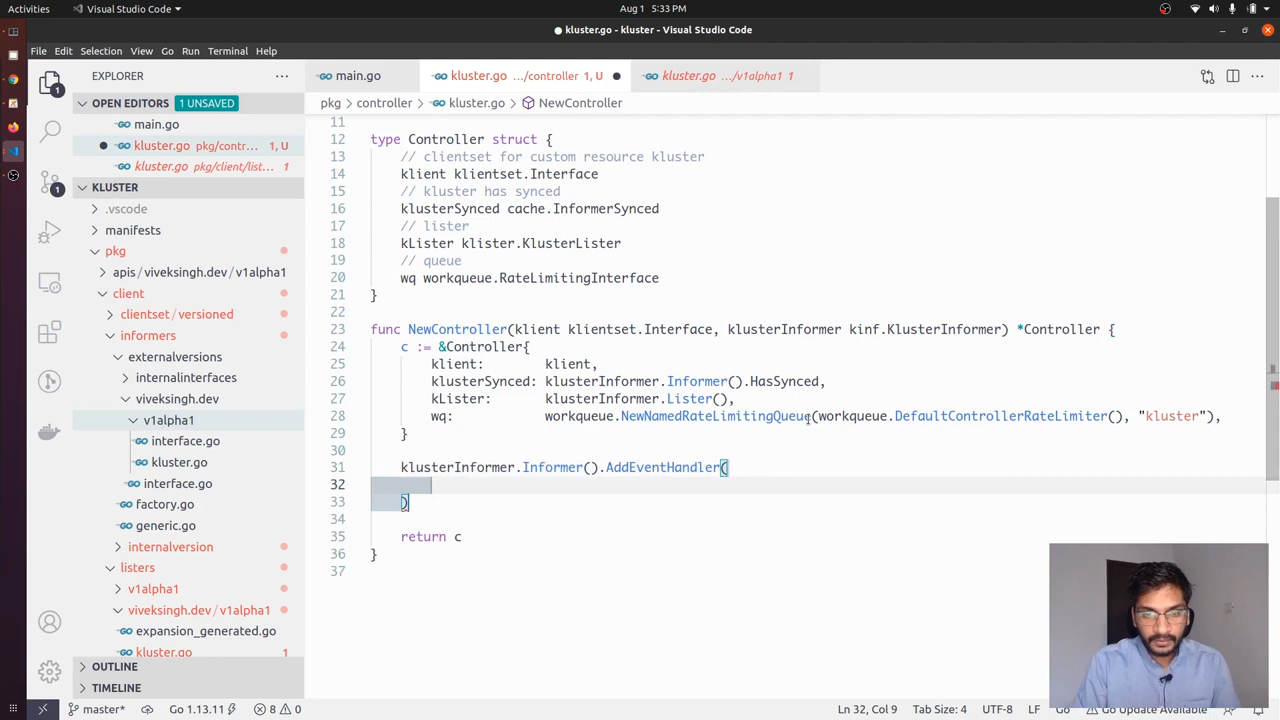 Activities
Visual Studio Code
Aug 1 5:33 PM
kluster.go - kluster - Visual Studio Code
File Edit Selection View Go Run Terminal Help
EXPLORER
main.go
kluster.go .../controller 1, U
kluster.go .../v1alpha1 1
OPEN EDITORS 1 UNSAVED
pkg > controller > kluster.go > NewController
main.go
kluster.go pkg/contr... 1, U
kluster.go pkg/client/list... 1
KLUSTER
.vscode
manifests
pkg
apis/viveksingh.dev/v1alpha1
client
clientset/versioned
informers
externalversions
internalinterfaces
viveksingh.dev
v1alpha1
interface.go
kluster.go
interface.go
factory.go
generic.go
internalversion
listers
v1alpha1
viveksingh.dev/v1alpha1
expansion_generated.go
kluster.go 1
OUTLINE
TIMELINE
11
12 type Controller struct {
13 // clientset for custom resource kluster
14 klient klientset.Interface
15 // kluster has synced
16 klusterSynced cache.InformerSynced
17 // lister
18 kLister klister.KlusterLister
19 // queue
20 wq workqueue.RateLimitingInterface
21 }
22
23 func NewController(klient klientset.Interface, klusterInformer kinf.KlusterInformer) *Controller {
24 c := &Controller{
25 klient: klient,
26 klusterSynced: klusterInformer.Informer().HasSynced,
27 kLister: klusterInformer.Lister(),
28 wq: workqueue.NewNamedRateLimitingQueue(workqueue.DefaultControllerRateLimiter(), "kluster"),
29 }
30
31 klusterInformer.Informer().AddEventHandler(
32
33 )
34
35 return c
36 }
37
master* Go 1.13.11 8 0
Ln 32, Col 9 Tab Size: 4 UTF-8 LF Go Go Update Available